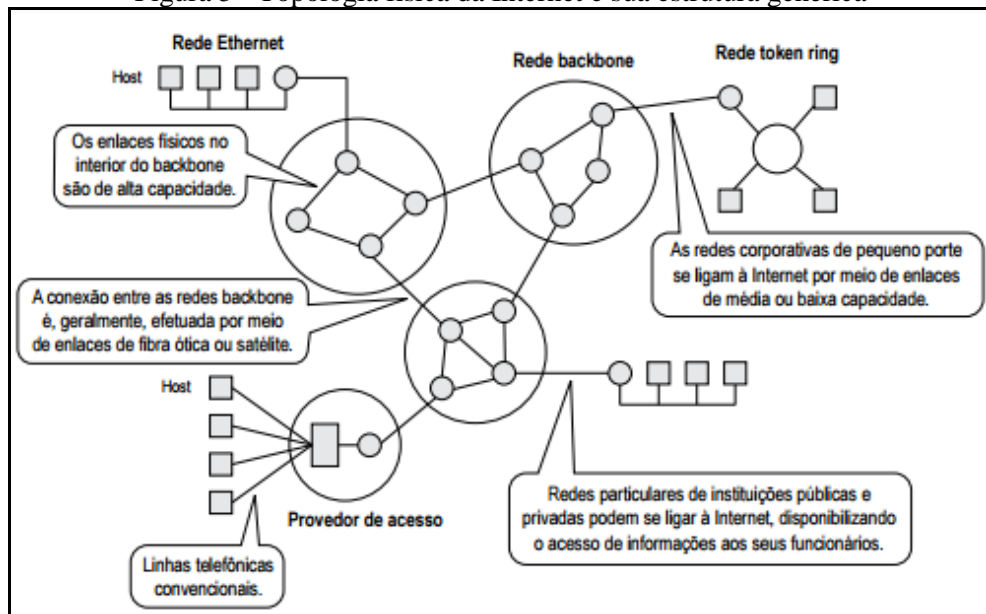 Rede Ethernet
Host
Rede backbone
Rede token ring
Os enlaces físicos no
interior do backbone
são de alta capacidade.
As redes corporativas de pequeno porte
se ligam à Internet por meio de enlaces
de média ou baixa capacidade.
A conexão entre as redes backbone
é, geralmente, efetuada por meio
de enlaces de fibra ótica ou satélite.
Host
Provedor de acesso
Linhas telefônicas
convencionais.
Redes particulares de instituições públicas e
privadas podem se ligar à Internet, disponibilizando
o acesso de informações aos seus funcionários.